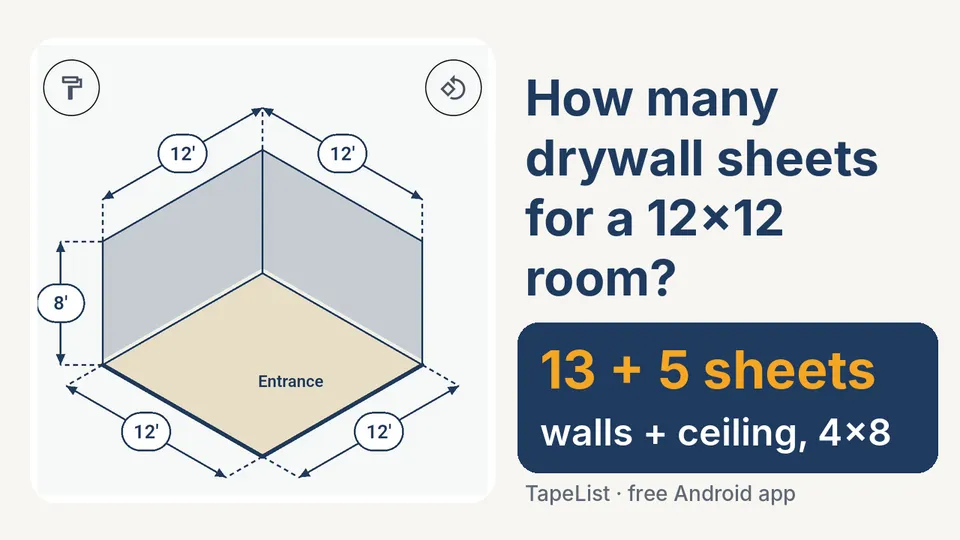 12'
12'
8'
Entrance
12'
12'
How many
drywall sheets
for a 12×12
room?
13 + 5 sheets
walls + ceiling, 4×8
TapeList · free Android app